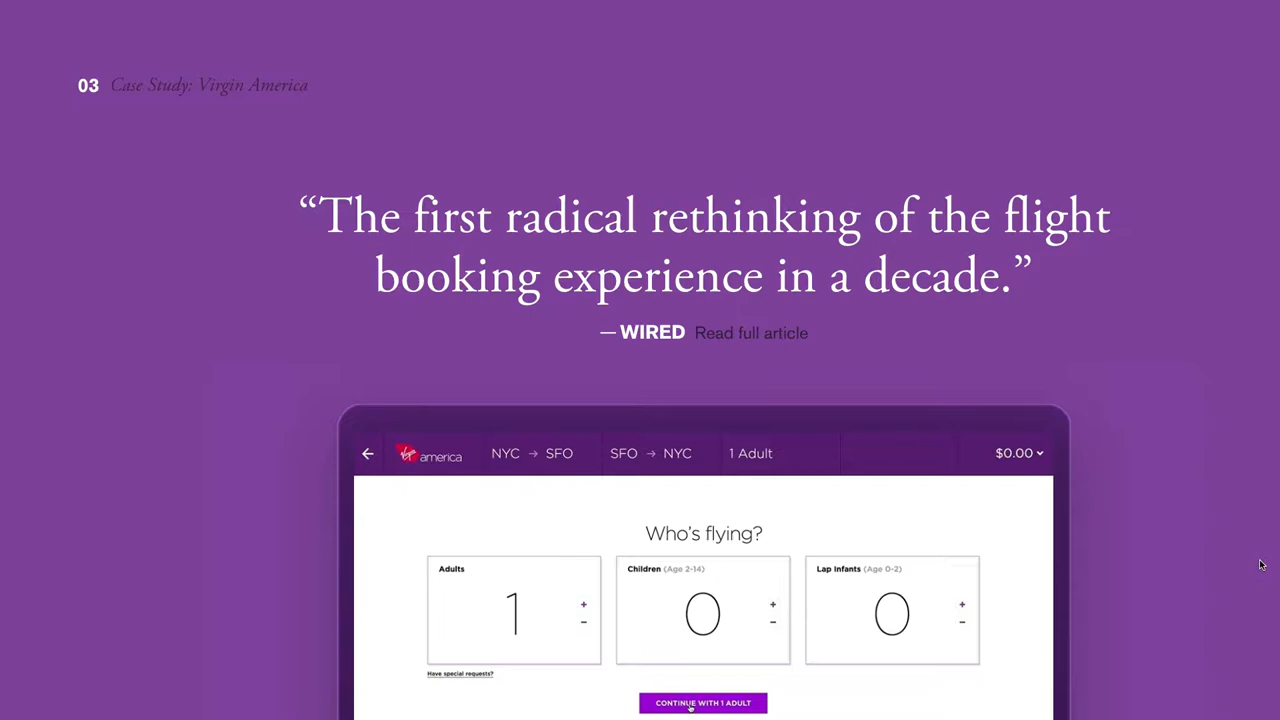 03 Case Study: Virgin America
“The first radical rethinking of the flight
booking experience in a decade.”
— WIRED Read full article
Virgin america NYC → SFO SFO → NYC 1 Adult $0.00
Who's flying?
Adults Children (Age 2-14) Lap Infants (Age 0-2)
1 + - 0 + - 0 + -
Have special requests?
CONTINUE WITH 1 ADULT